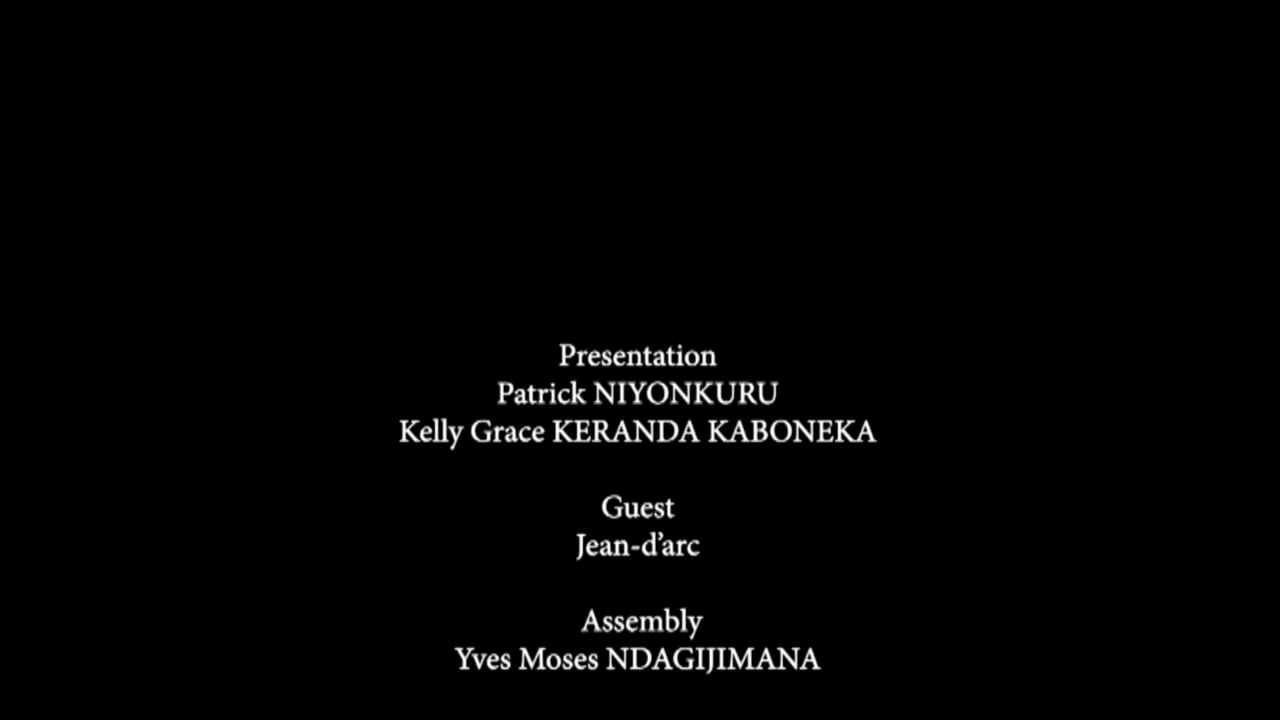 Presentation
Patrick NIYONKURU
Kelly Grace KERANDA KABONEKA
Guest
Jean-d’arc
Assembly
Yves Moses NDAGIJIMANA